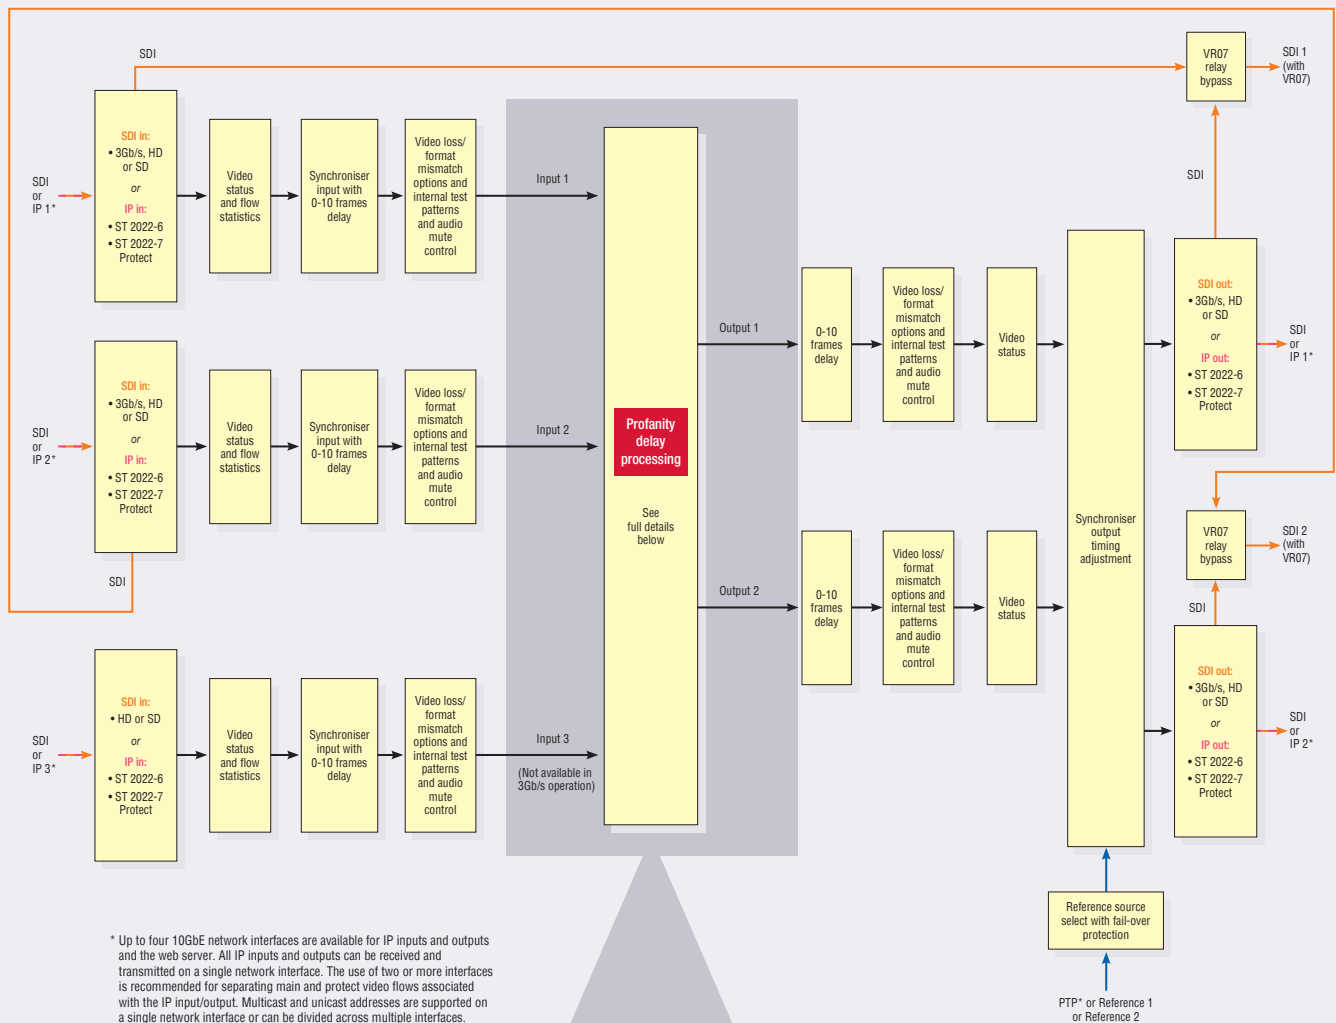 SDI
VR07
relay
bypass
SDI 1
(with
VR07)
SDI
or
IP 1*
SDI in:
• 3Gb/s, HD
or SD
or
IP in:
• ST 2022-6
• ST 2022-7
Protect
Video
status
and flow
statistics
Synchroniser
input with
0-10 frames
delay
Video loss/
format
mismatch
options and
internal test
patterns
and audio
mute
control
Input 1
SDI
SDI
or
IP 2*
SDI in:
• 3Gb/s, HD
or SD
or
IP in:
• ST 2022-6
• ST 2022-7
Protect
SDI
Video
status
and flow
statistics
Synchroniser
input with
0-10 frames
delay
Video loss/
format
mismatch
options and
internal test
patterns
and audio
mute
control
Input 2
SDI
or
IP 3*
SDI in:
• HD or SD
or
IP in:
• ST 2022-6
• ST 2022-7
Protect
Video
status
and flow
statistics
Synchroniser
input with
0-10 frames
delay
Video loss/
format
mismatch
options and
internal test
patterns
and audio
mute
control
Input 3
(Not available in
3Gb/s operation)
Profanity
delay
processing
See
full details
below
Output 1
0-10
frames
delay
Video loss/
format
mismatch
options and
internal test
patterns
and audio
mute
control
Video
status
Output 2
0-10
frames
delay
Video loss/
format
mismatch
options and
internal test
patterns
and audio
mute
control
Video
status
Synchroniser
output
timing
adjustment
SDI out:
• 3Gb/s, HD
or SD
or
IP out:
• ST 2022-6
• ST 2022-7
Protect
SDI
or
IP 1*
VR07
relay
bypass
SDI 2
(with
VR07)
SDI
SDI out:
• 3Gb/s, HD
or SD
or
IP out:
• ST 2022-6
• ST 2022-7
Protect
SDI
or
IP 2*
Reference source
select with fail-over
protection
PTP* or Reference 1
or Reference 2
* Up to four 10GbE network interfaces are available for IP inputs and outputs
and the web server. All IP inputs and outputs can be received and
transmitted on a single network interface. The use of two or more interfaces
is recommended for separating main and protect video flows associated
with the IP input/output. Multicast and unicast addresses are supported on
a single network interface or can be divided across multiple interfaces.